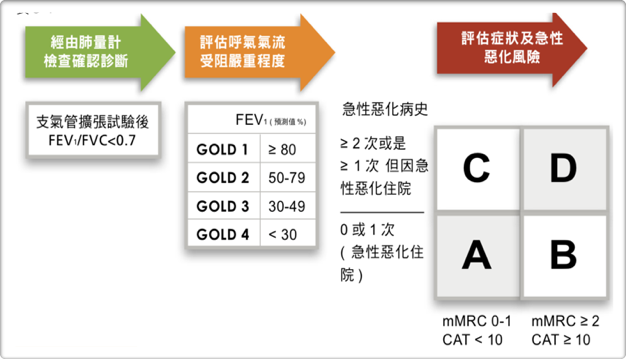 經由肺量計
檢查確認診斷
評估呼氣氣流
受阻嚴重程度
評估症狀及急性
惡化風險
支氣管擴張試驗後
FEV₁/FVC<0.7
FEV₁ ( 預測值 %)
GOLD 1 ≥ 80
GOLD 2 50-79
GOLD 3 30-49
GOLD 4 < 30
急性惡化病史
≥ 2 次或是
≥ 1 次 但因急
性惡化住院
0 或 1 次
( 急性惡化住
院 )
C D
A B
mMRC 0-1 mMRC ≥ 2
CAT < 10 CAT ≥ 10